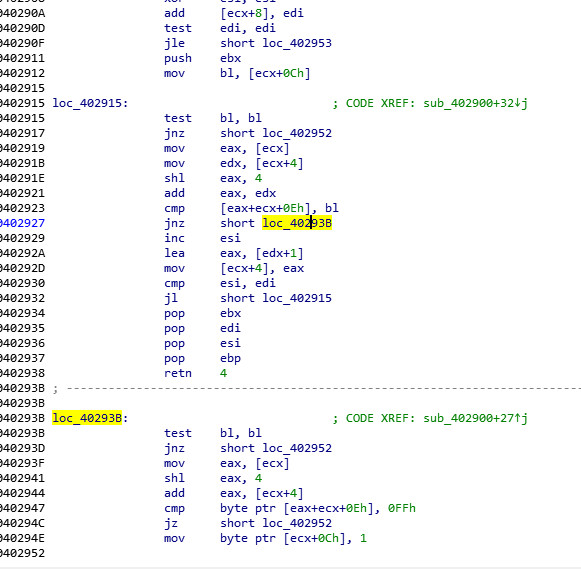 040290A add [ecx+8], edi
040290D test edi, edi
040290F jle short loc_402953
0402911 push ebx
0402912 mov bl, [ecx+0Ch]
0402915
0402915 loc_402915: ; CODE XREF: sub_402900+32↓j
0402915 test bl, bl
0402917 jnz short loc_402952
0402919 mov eax, [ecx]
040291B mov edx, [ecx+4]
040291E shl eax, 4
0402921 add eax, edx
0402923 cmp [eax+ecx+0Eh], bl
0402927 jnz short loc_40293B
0402929 inc esi
040292A lea eax, [edx+1]
040292D mov [ecx+4], eax
0402930 cmp esi, edi
0402932 jl short loc_402915
0402934 pop ebx
0402935 pop edi
0402936 pop esi
0402937 pop ebp
0402938 retn 4
040293B ; ---------------------------------------------------------------------------
040293B
040293B loc_40293B: ; CODE XREF: sub_402900+27↑j
040293B test bl, bl
040293D jnz short loc_402952
040293F mov eax, [ecx]
0402941 shl eax, 4
0402944 add eax, [ecx+4]
0402947 cmp byte ptr [eax+ecx+0Eh], 0FFh
040294C jz short loc_402952
040294E mov byte ptr [ecx+0Ch], 1
0402952